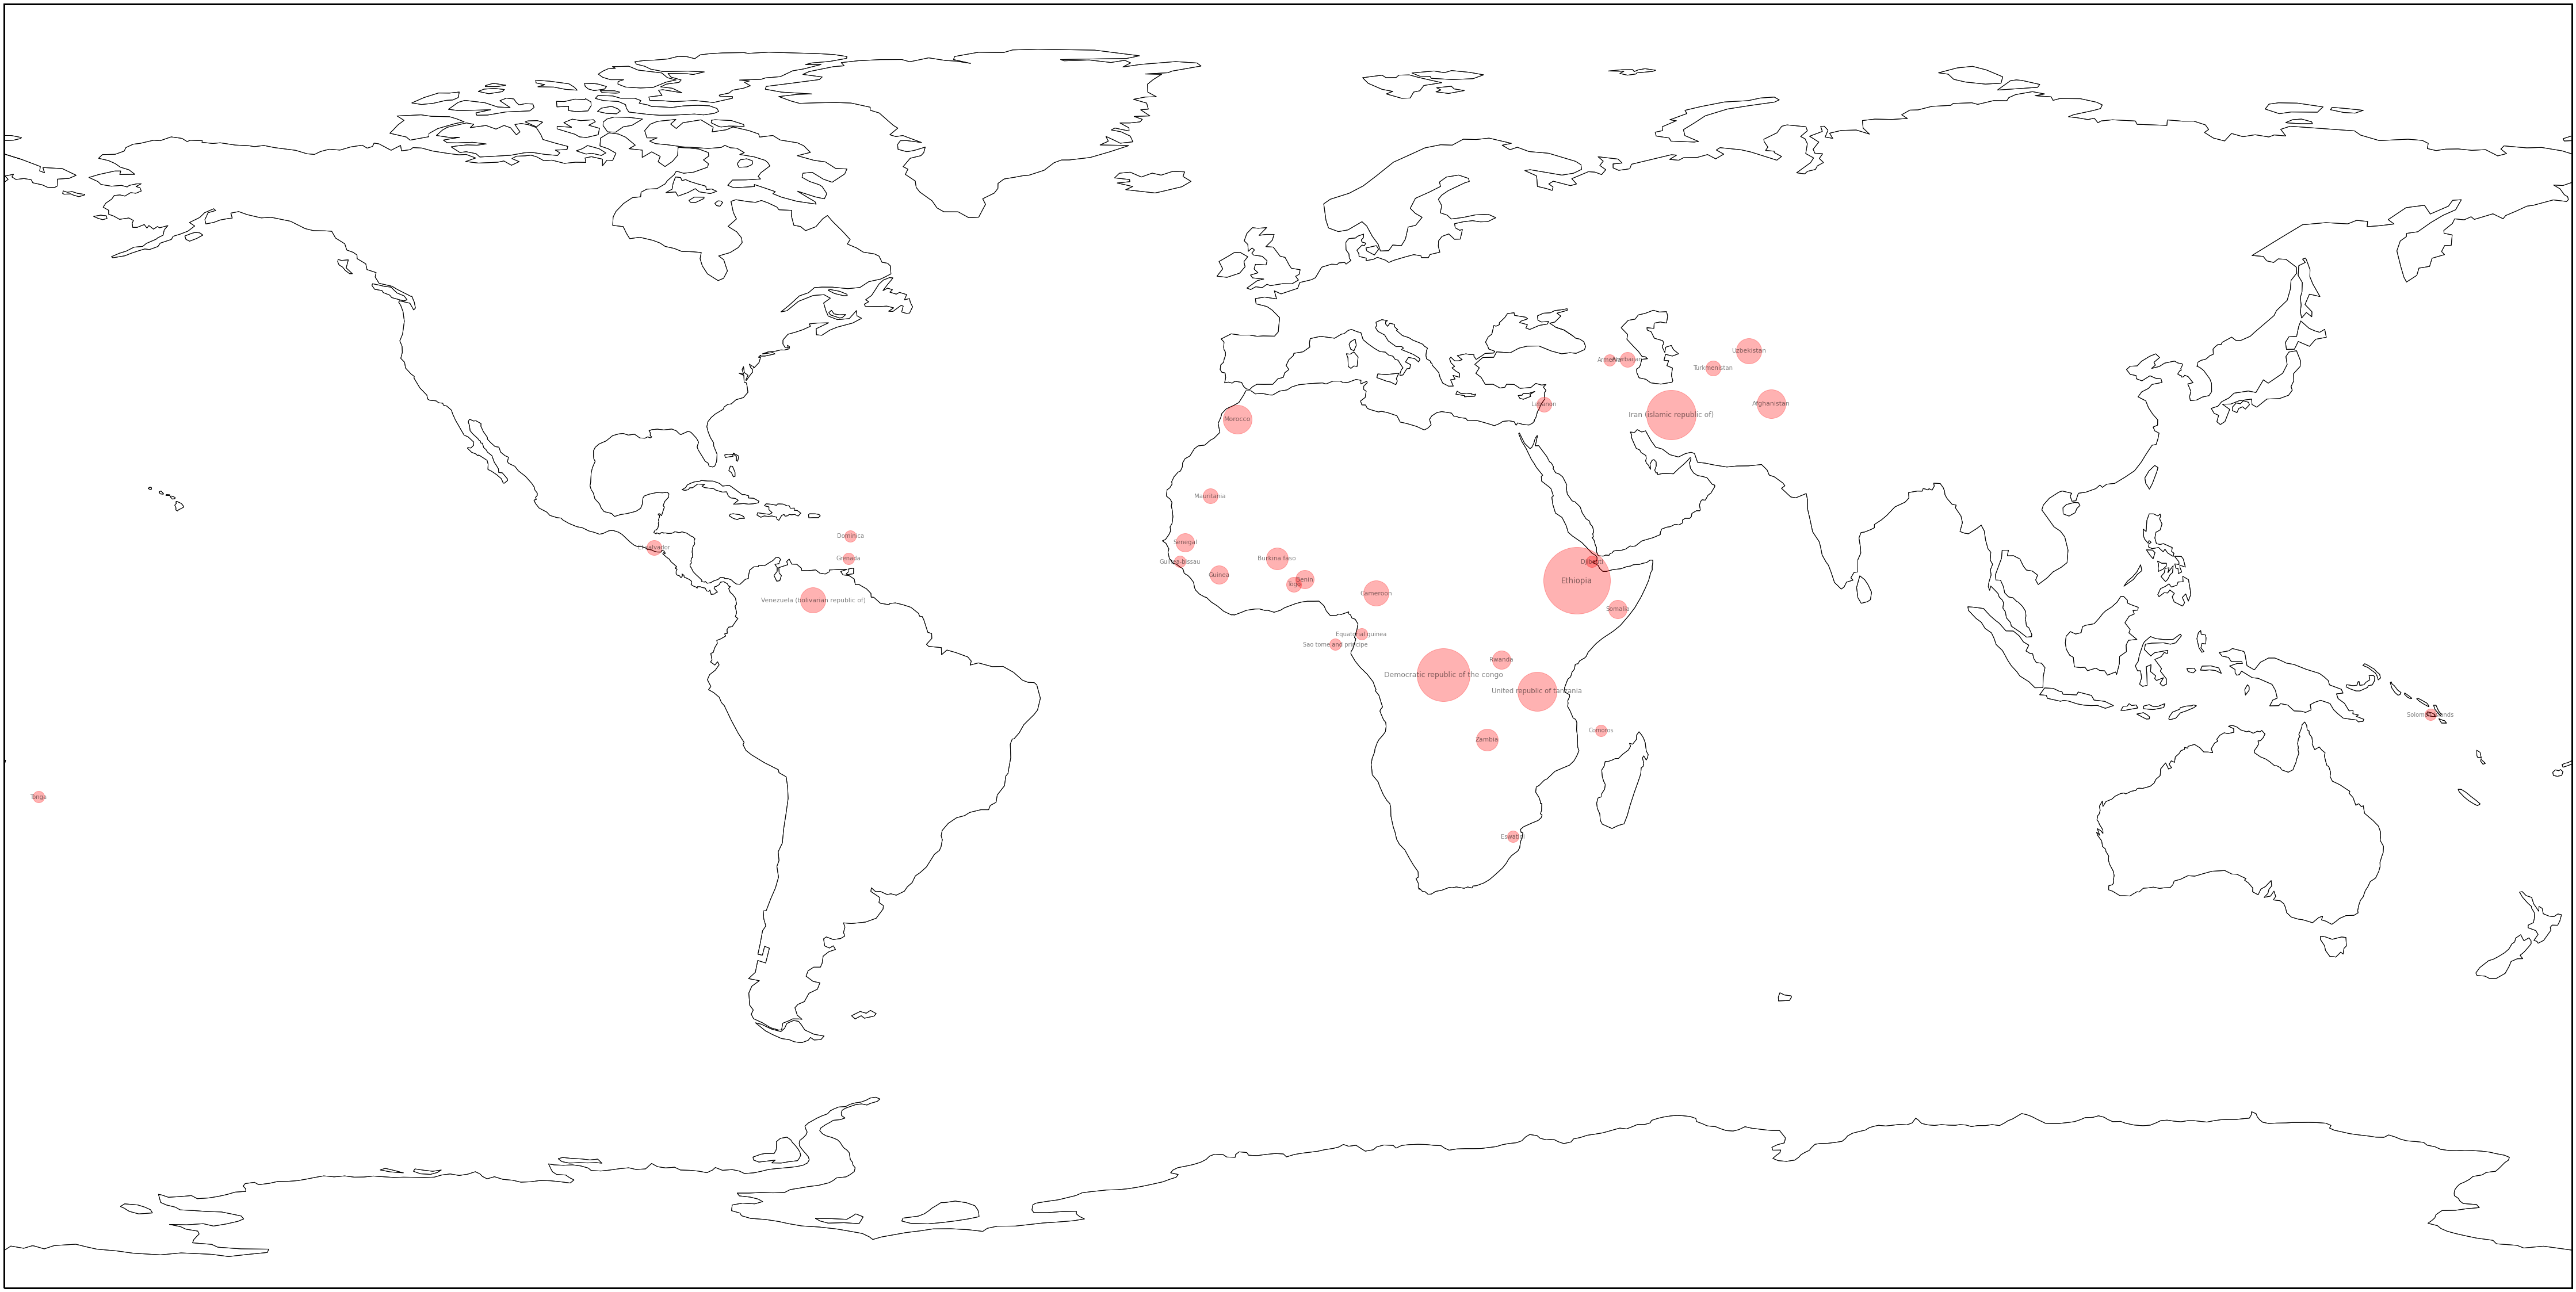 Uzbekistan
Armenia
Azerbaijan
Turkmenistan
Lebanon
Afghanistan
Iran (islamic republic of)
Morocco
Mauritania
Dominica
Senegal
El salvador
Grenada
Burkina faso
Guinea-bissau
Djibouti
Guinea
Benin
Ethiopia
Togo
Cameroon
Venezuela (bolivarian republic of)
Somalia
Equatorial guinea
Sao tome and principe
Rwanda
Democratic republic of the congo
United republic of tanzania
Solomon islands
Comoros
Zambia
Tonga
Eswatini